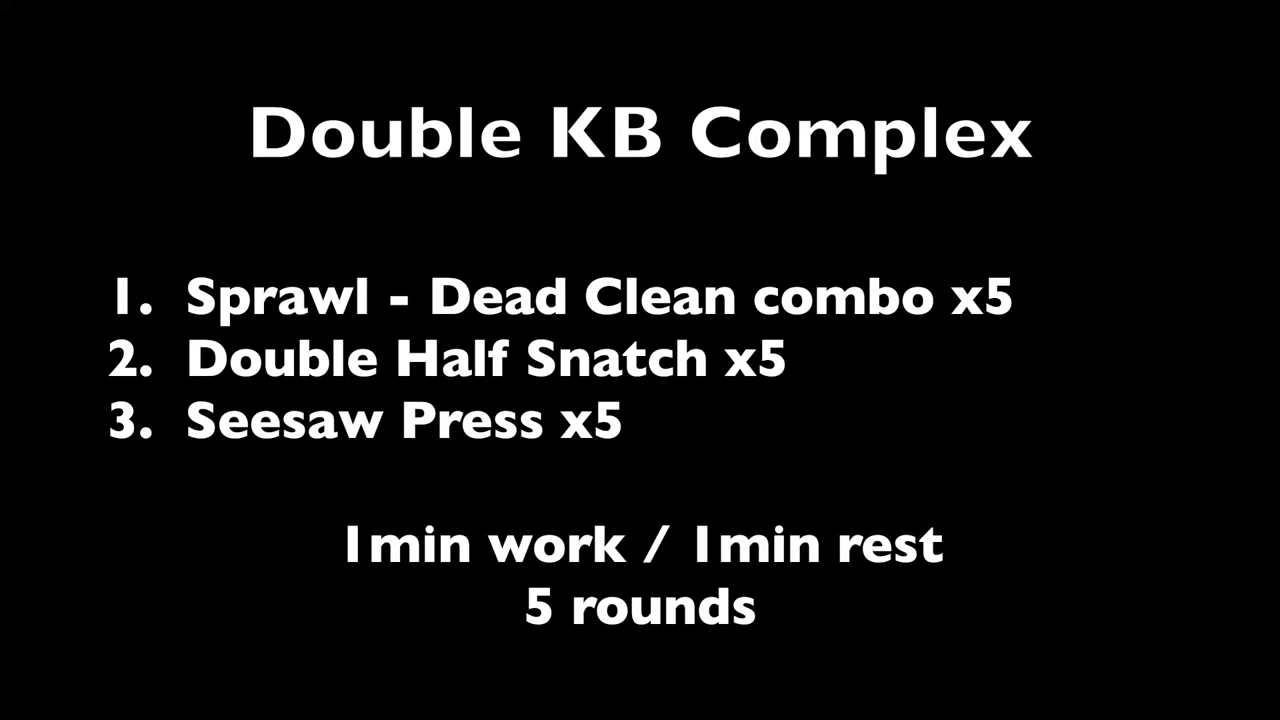 Double KB Complex
1. Sprawl - Dead Clean combo x5
2. Double Half Snatch x5
3. Seesaw Press x5
1min work / 1min rest
5 rounds